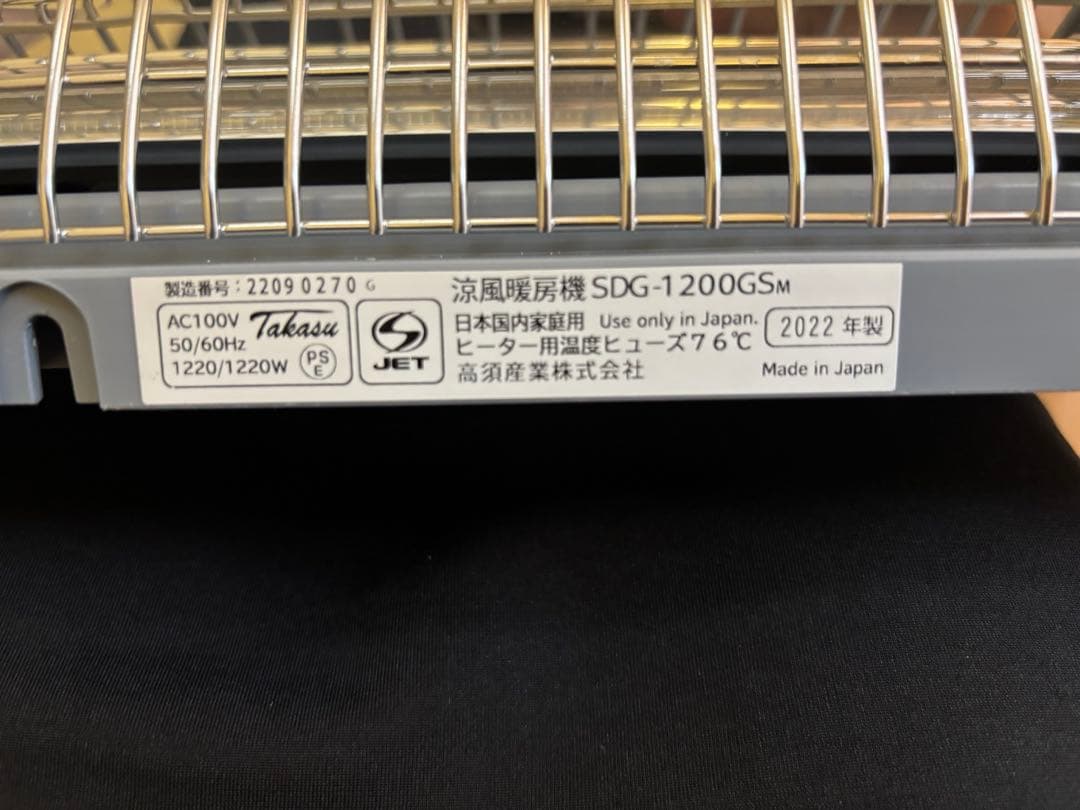 製造番号:22090270 G
涼風暖房機 SDG-1200GSM
AC100V Takasu
50/60Hz
1220/1220W PS E
JET
日本国内家庭用 Use only in Japan.
ヒーター用温度ヒューズ76℃
2022 年製
高須産業株式会社
Made in Japan